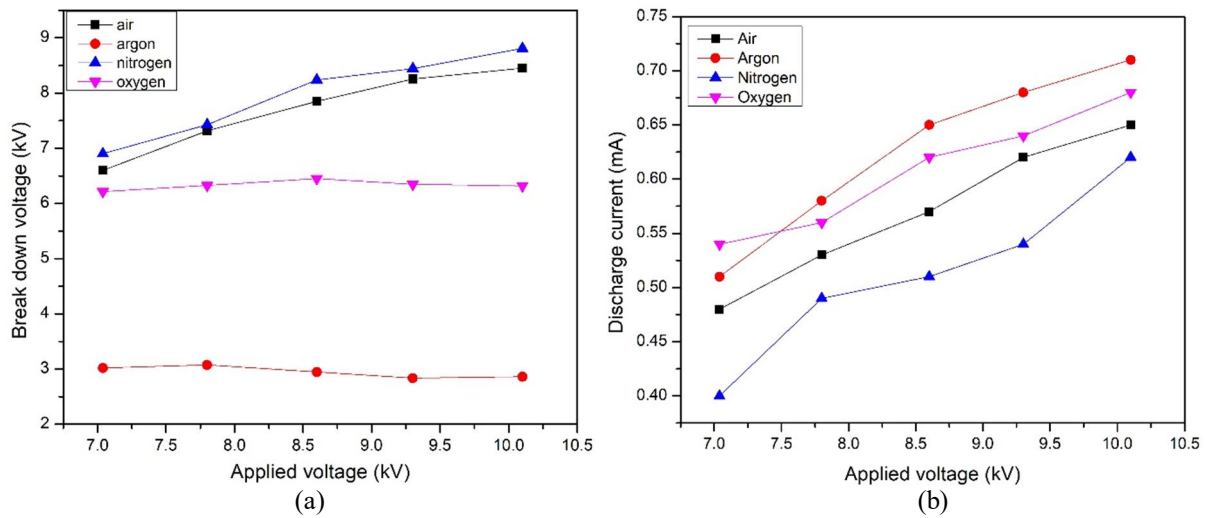 air
argon
nitrogen
oxygen
9
8
7
6
5
4
3
2
Break down voltage (kV)
7.0 7.5 8.0 8.5 9.0 9.5 10.0 10.5
Applied voltage (kV)
(a)
Air
Argon
Nitrogen
Oxygen
0.75
0.70
0.65
0.60
0.55
0.50
0.45
0.40
Discharge current (mA)
7.0 7.5 8.0 8.5 9.0 9.5 10.0 10.5
Applied voltage (kV)
(b)